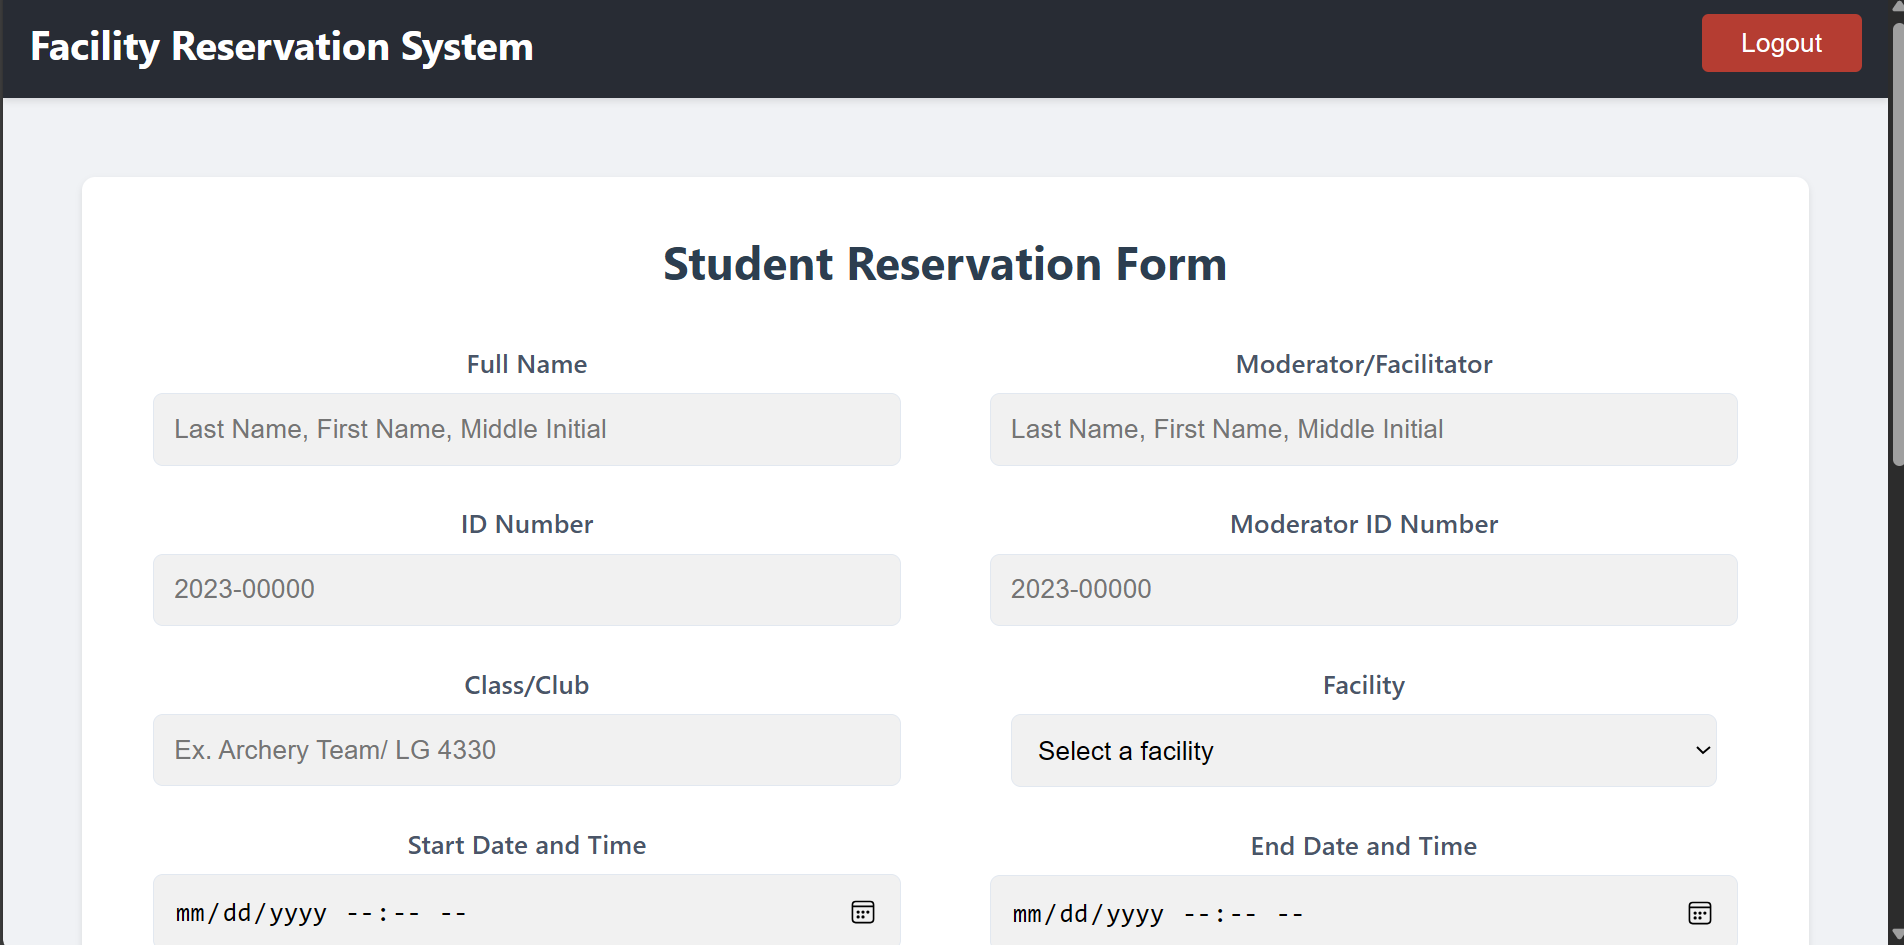 Facility Reservation System
Logout
Student Reservation Form
Full Name
Moderator/Facilitator
Last Name, First Name, Middle Initial
Last Name, First Name, Middle Initial
ID Number
Moderator ID Number
2023-00000
2023-00000
Class/Club
Facility
Ex. Archery Team/ LG 4330
Select a facility
Start Date and Time
End Date and Time
mm/dd/yyyy --:-- --
mm/dd/yyyy --:-- --